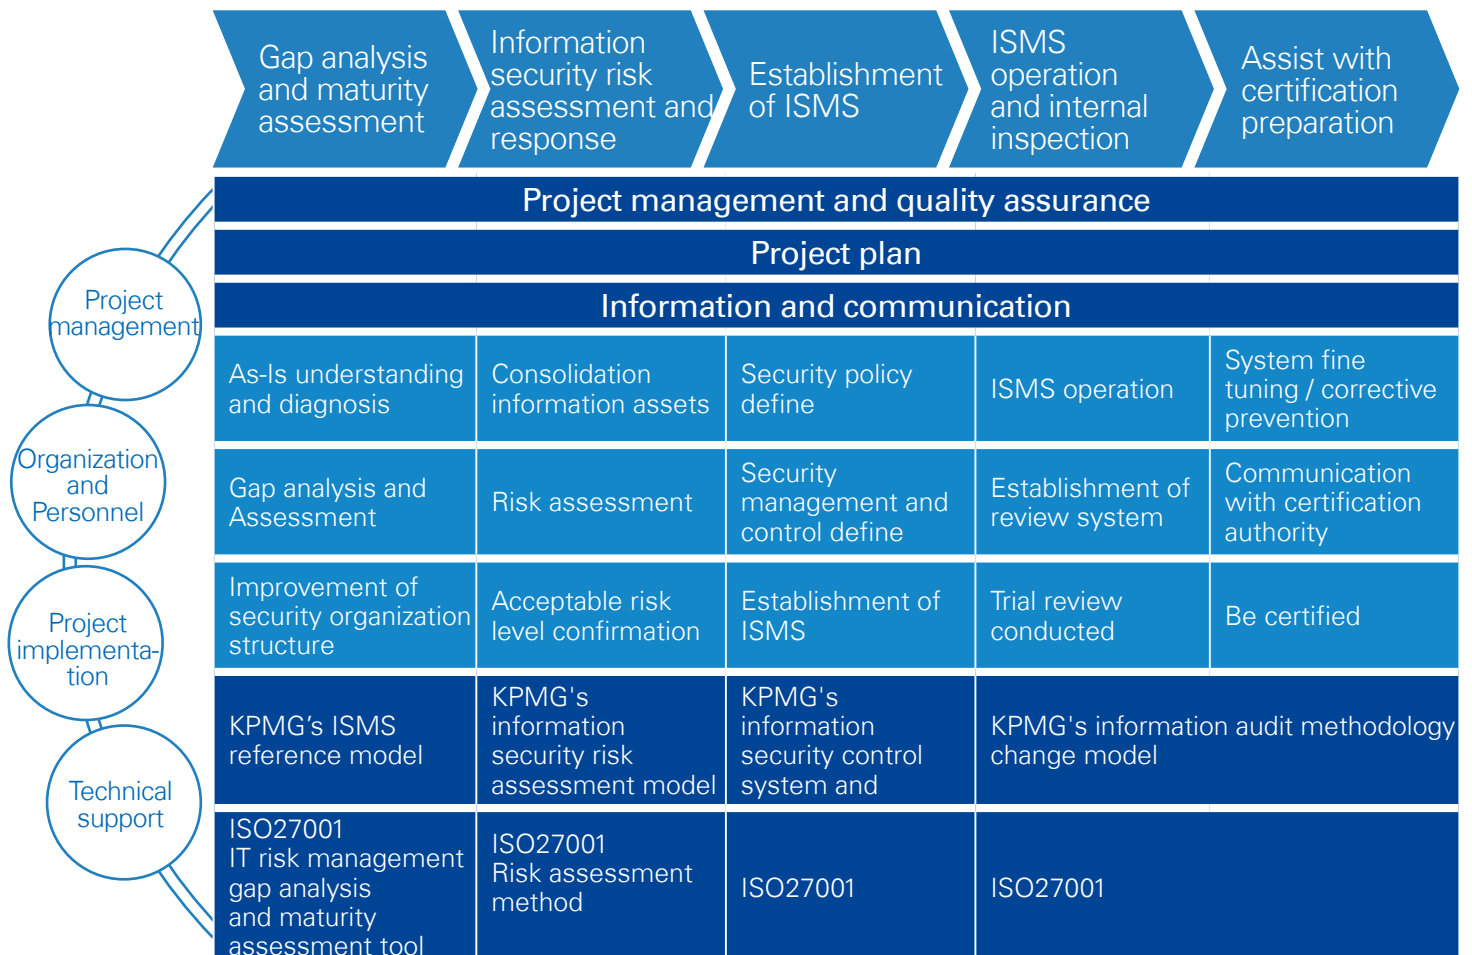 Gap analysis
and maturity
assessment
Information
security risk
assessment and
response
Establishment
of ISMS
ISMS
operation
and internal
inspection
Assist with
certification
preparation
Project management and quality assurance
Project plan
Information and communication
Project
management
Organization
and
Personnel
Project
implementa-
tion
Technical
support
As-Is understanding
and diagnosis
Consolidation
information assets
Security policy
define
ISMS operation
System fine
tuning / corrective
prevention
Gap analysis and
Assessment
Risk assessment
Security
management and
control define
Establishment of
review system
Communication
with certification
authority
Improvement of
security organization
structure
Acceptable risk
level confirmation
Establishment of
ISMS
Trial review
conducted
Be certified
KPMG’s ISMS
reference model
KPMG's
information
security risk
assessment model
KPMG's
information
security control
system and
KPMG's information audit methodology
change model
ISO27001
IT risk management
gap analysis
and maturity
assessment tool
ISO27001
Risk assessment
method
ISO27001
ISO27001